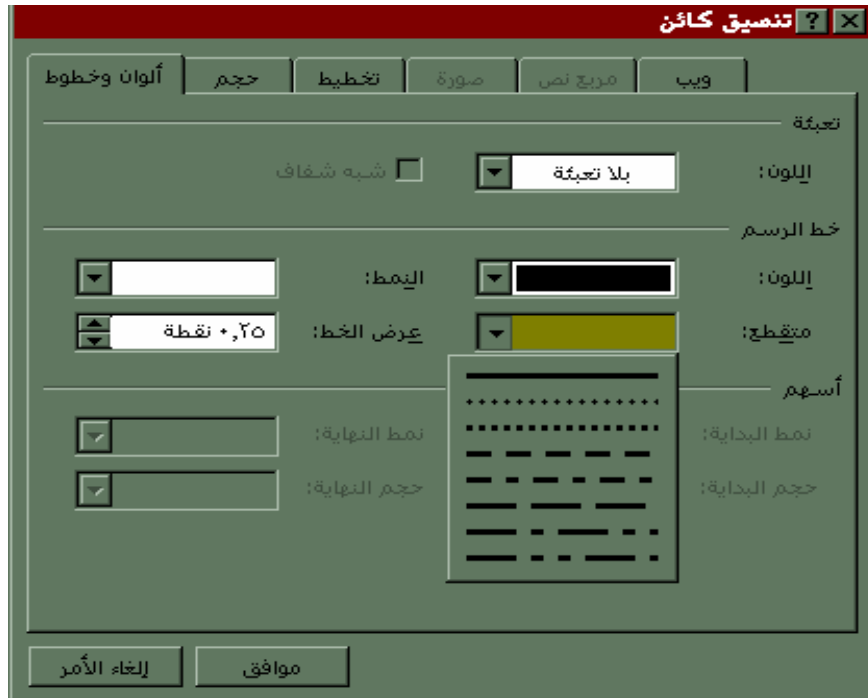 تنصيق كائن
ألوان وخطوط
حجم
تخطيط
صورة
مربع نص
ويب
تعبئة
اللون:
بلا تعبئة
شبه شفاف
خط الرسم
اللون:
النمط:
متقطع:
عرض الخط:
٠,٢٥ نقطة
أسهم
نمط البداية:
نمط النهاية:
حجم البداية:
حجم النهاية:
موافق
إلغاء الأمر